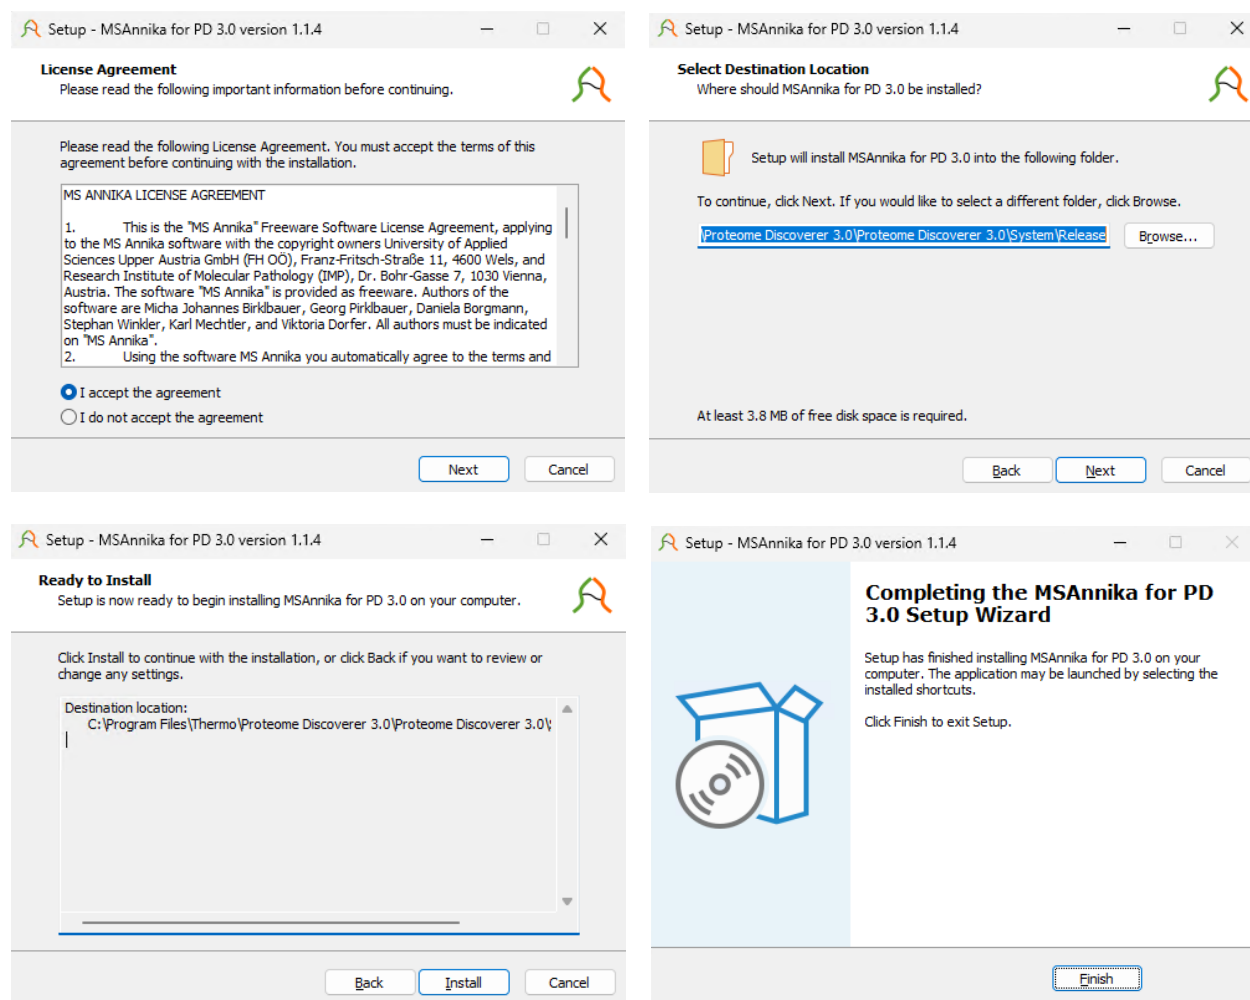 Setup - MSAnnika for PD 3.0 version 1.1.4
License Agreement
Please read the following important information before continuing.
Please read the following License Agreement. You must accept the terms of this
agreement before continuing with the installation.
MS ANNIKA LICENSE AGREEMENT
1. This is the "MS Annika" Freeware Software License Agreement, applying
to the MS Annika software with the copyright owners University of Applied
Sciences Upper Austria GmbH (FH OÖ), Franz-Fritsch-Straße 11, 4600 Wels, and
Research Institute of Molecular Pathology (IMP), Dr. Bohr-Gasse 7, 1030 Vienna,
Austria. The software "MS Annika" is provided as freeware. Authors of the
software are Micha Johannes Birklbauer, Georg Pirklbauer, Daniela Borgmann,
Stephan Winkler, Karl Mechtler, and Viktoria Dorfer. All authors must be indicated
on "MS Annika".
2. Using the software MS Annika you automatically agree to the terms and
I accept the agreement
I do not accept the agreement
Next Cancel
Setup - MSAnnika for PD 3.0 version 1.1.4
Select Destination Location
Where should MSAnnika for PD 3.0 be installed?
Setup will install MSAnnika for PD 3.0 into the following folder.
To continue, click Next. If you would like to select a different folder, click Browse.
\Proteome Discoverer 3.0\Proteome Discoverer 3.0\System\Release Browse...
At least 3.8 MB of free disk space is required.
Back Next Cancel
Setup - MSAnnika for PD 3.0 version 1.1.4
Ready to Install
Setup is now ready to begin installing MSAnnika for PD 3.0 on your computer.
Click Install to continue with the installation, or click Back if you want to review or
change any settings.
Destination location:
C:\Program Files\Thermo\Proteome Discoverer 3.0\Proteome Discoverer 3.0\
Back Install Cancel
Setup - MSAnnika for PD 3.0 version 1.1.4
Completing the MSAnnika for PD
3.0 Setup Wizard
Setup has finished installing MSAnnika for PD 3.0 on your
computer. The application may be launched by selecting the
installed shortcuts.
Click Finish to exit Setup.
Finish